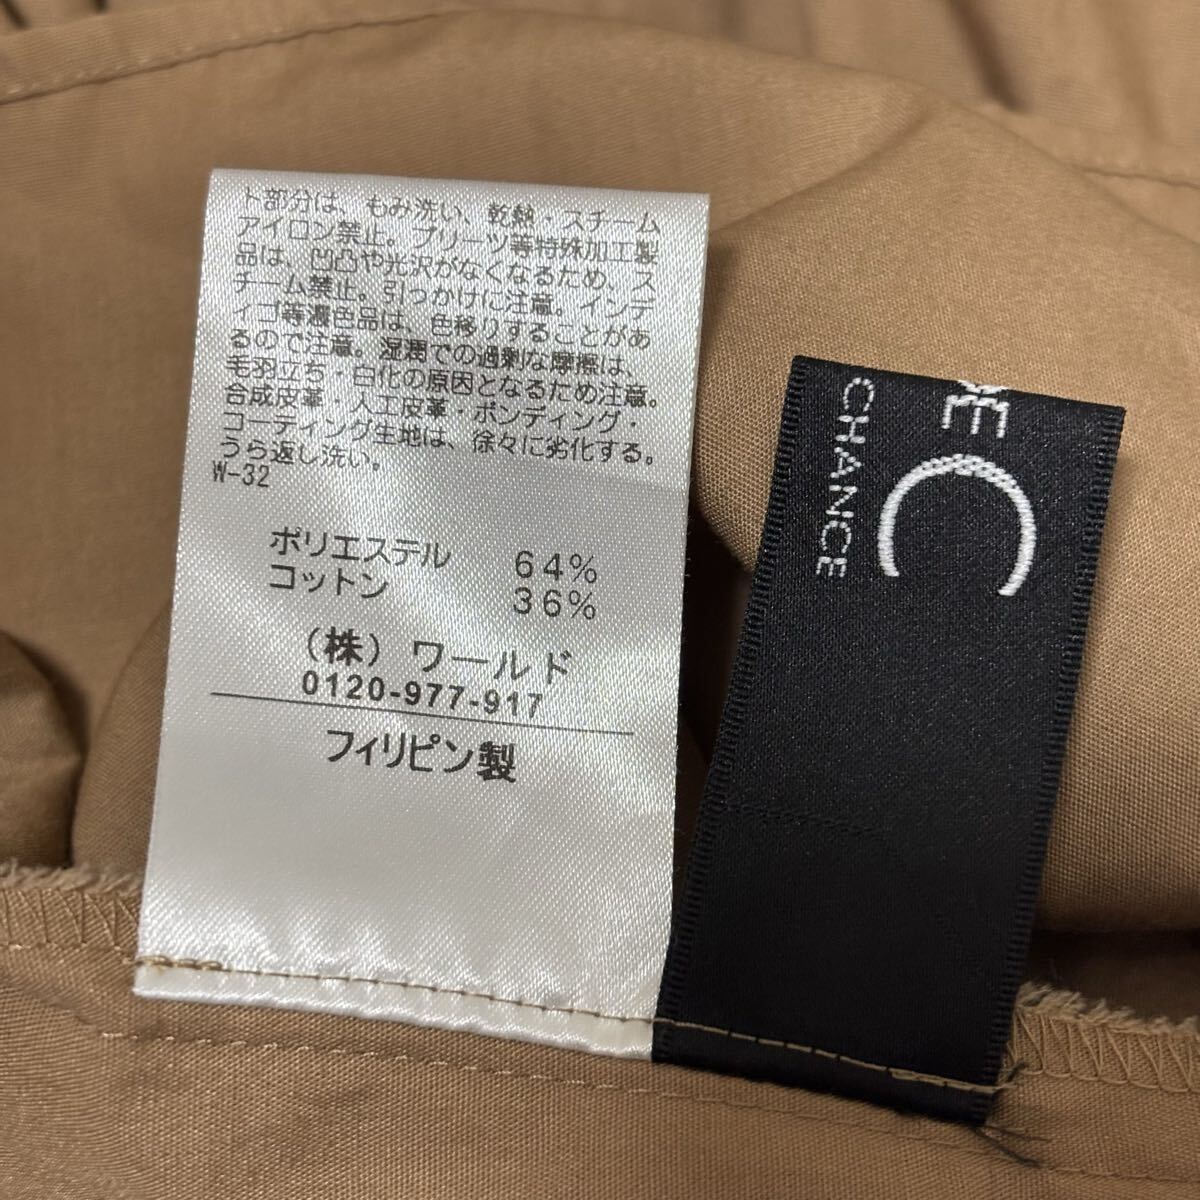 ト部分は、もみ洗い、乾熱・スチーム
アイロン禁止。プリーツ等特殊加工製
品は、凹凸や光沢がなくなるため、ス
チーム禁止。引っかけに注意。インデ
ィゴ等濃色品は、色移りすることがあ
るので注意。湿潤での過剰な摩擦は、
毛羽立ち・白化の原因となるため注意。
合成皮革・人工皮革・ボンディング・
コーティング生地は、徐々に劣化する。
うら返し洗い。
W-32
ポリエステル 64%
コットン 36%
(株) ワールド
0120-977-917
フィリピン製
C
CHANCE